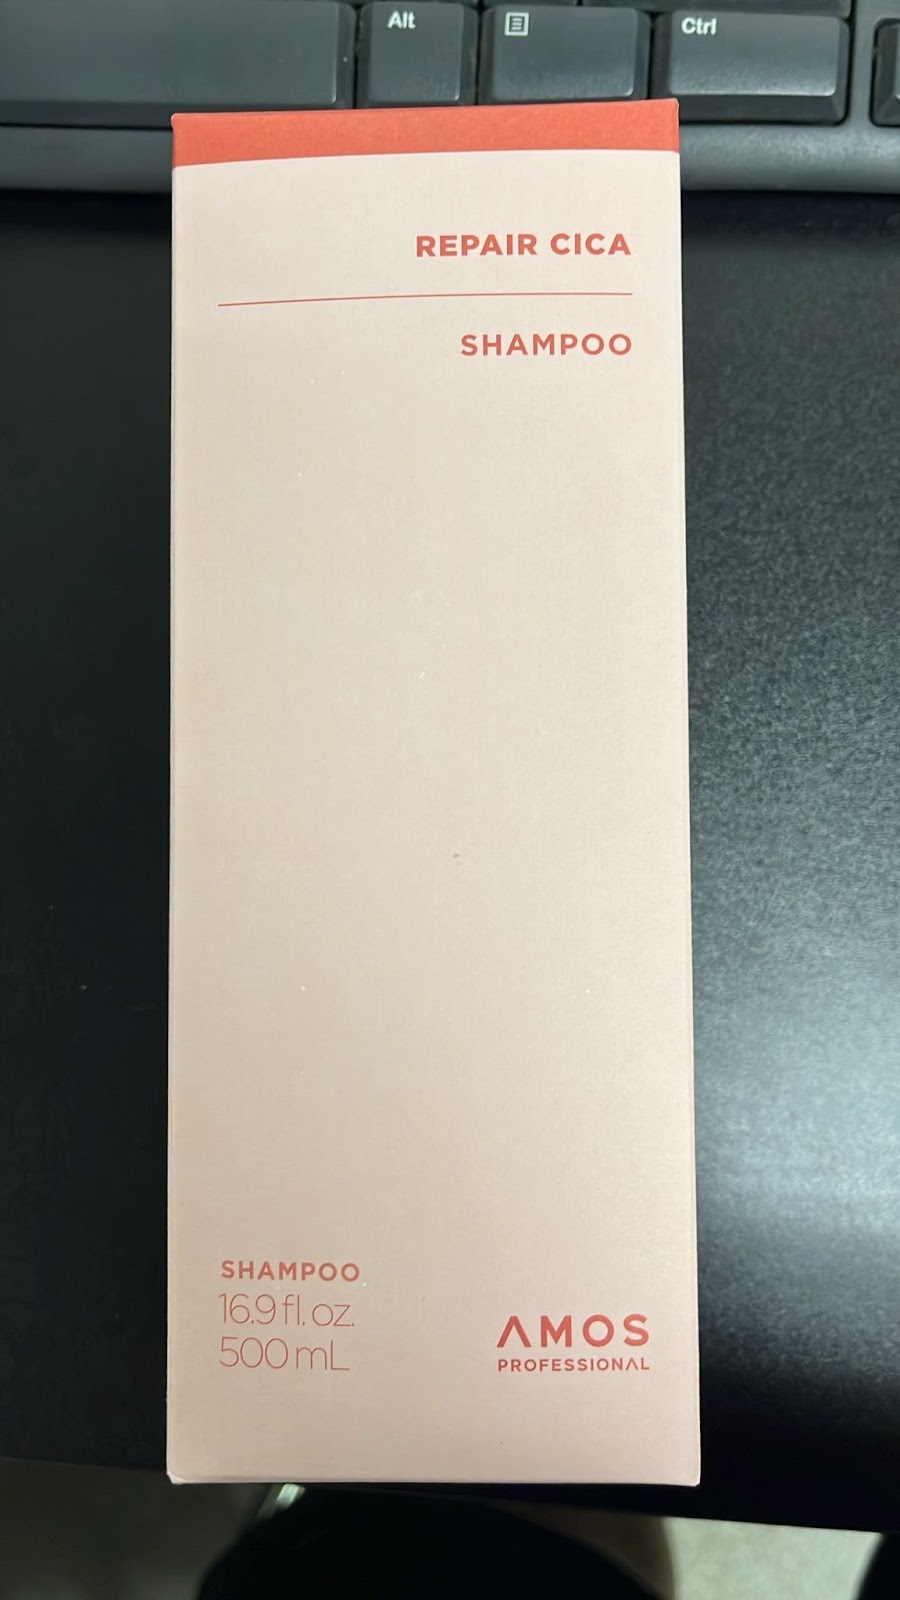 Alt
Ctrl
REPAIR CICA
SHAMPOO
SHAMPOO
16.9 fl. oz.
500 mL
AMOS
PROFESSIONAL